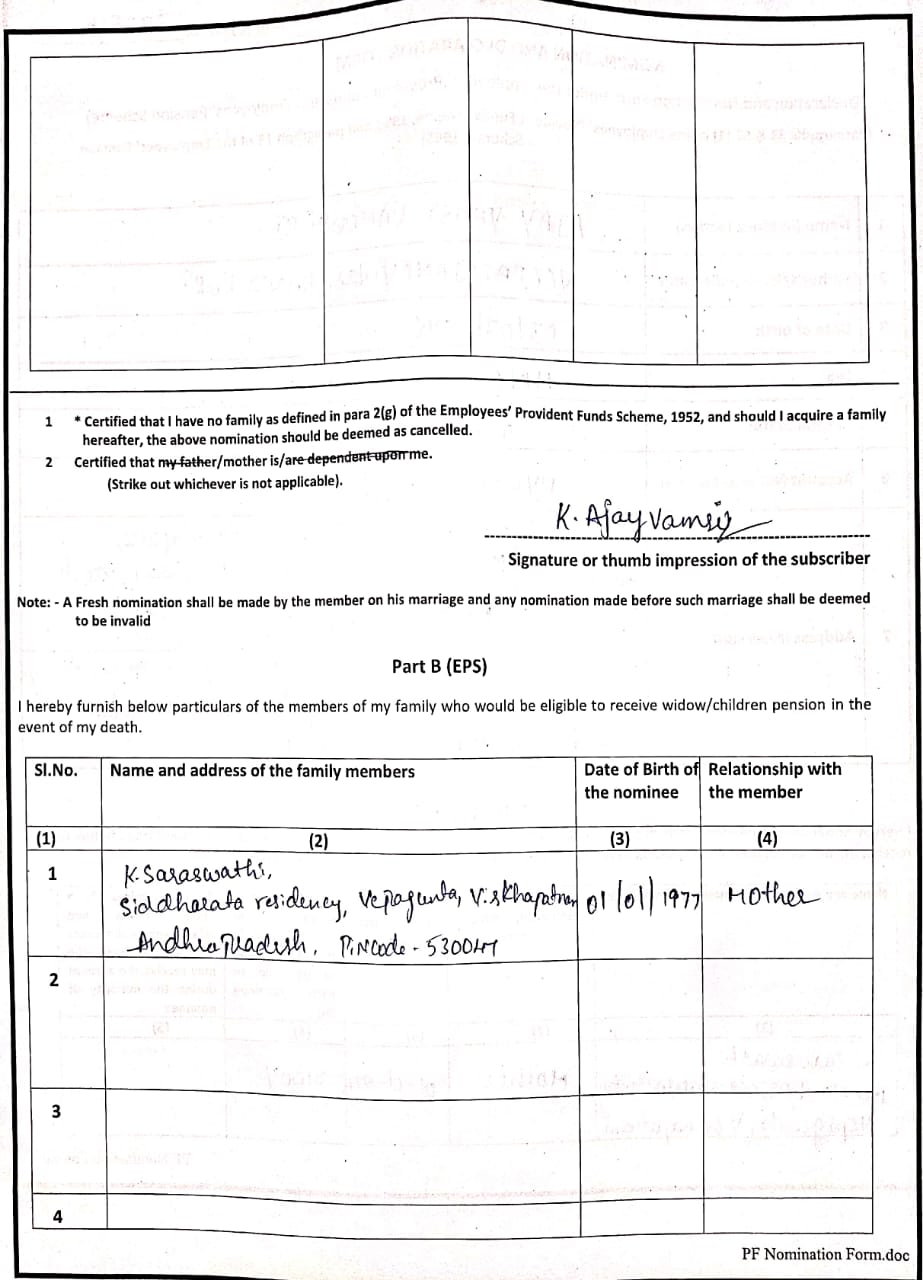 1 * Certified that I have no family as defined in para 2(g) of the Employees' Provident Funds Scheme, 1952, and should I acquire a family
hereafter, the above nomination should be deemed as cancelled.
2 Certified that my father/mother is/are dependent upon me.
(Strike out whichever is not applicable).
K. Ajay Vamsi
Signature or thumb impression of the subscriber
Note: - A Fresh nomination shall be made by the member on his marriage and any nomination made before such marriage shall be deemed
to be invalid
Part B (EPS)
I hereby furnish below particulars of the members of my family who would be eligible to receive widow/children pension in the
event of my death.
Sl.No. Name and address of the family members Date of Birth of Relationship with
the nominee the member
(1) (2) (3) (4)
1 K. Saraswathi,
Siddharata residency, Vepagunta, Viskhapatnam 01/01/1977 Mother
Andhra Pradesh, Pincode - 530047
2
3
4
PF Nomination Form.doc